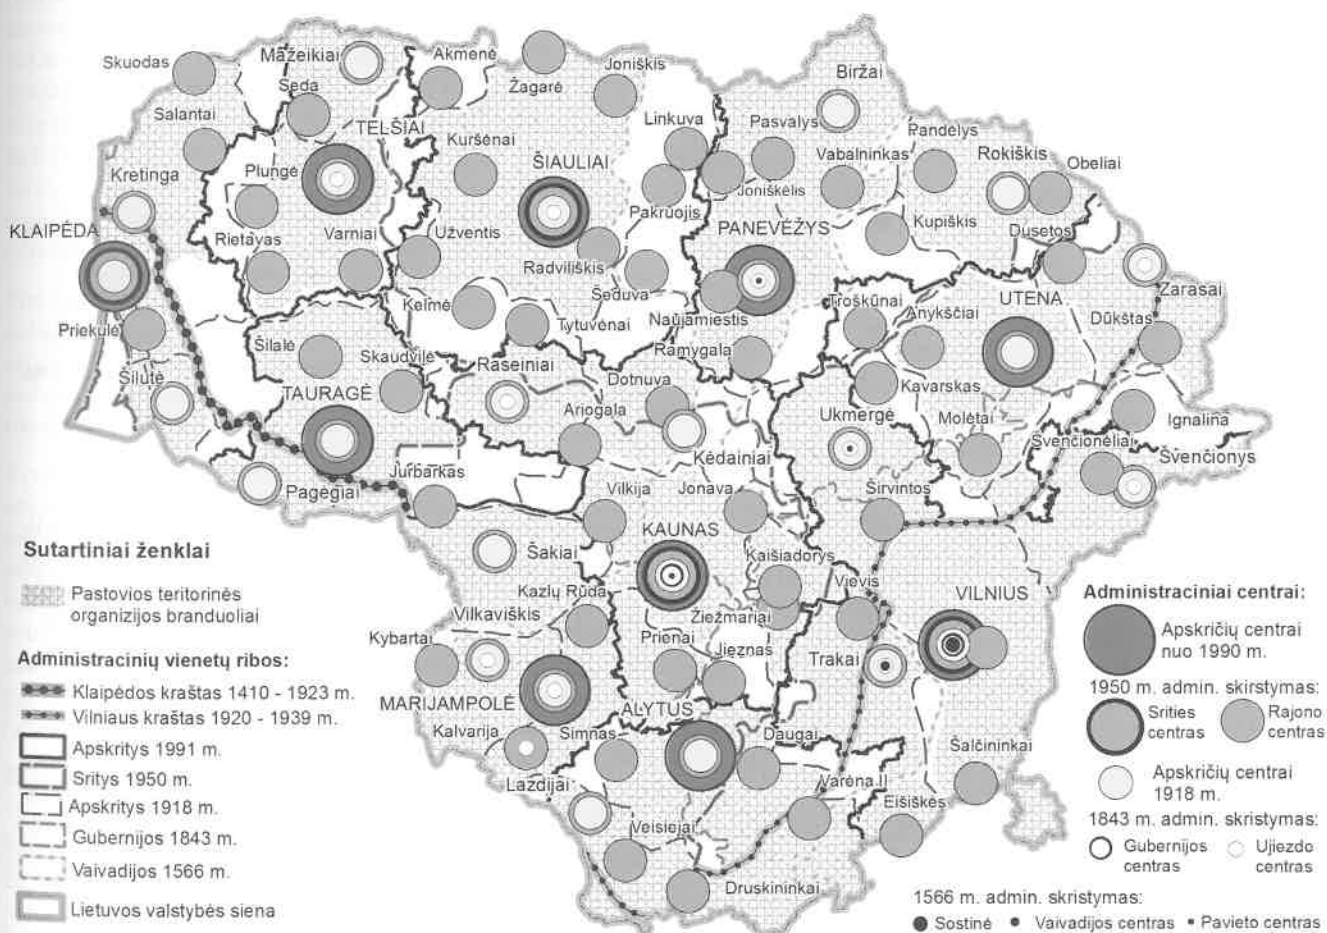 Skuodas
Mažeikiai
Akmenė
Žagarė
Joniškis
Biržai
Seda
Salantai
TELŠIAI
Kuršėnai
Linkuva
Pasvalys
Pandėlys
Vabalninkas
Rokiškis
Obeliai
Kretinga
Plungė
ŠIAULIAI
Joniškėlis
Pakruojis
PANEVĖŽYS
Kupiškis
Dusetos
KLAIPĖDA
Rietavas
Varniai
Užventis
Radviliškis
Šeduva
Zarasai
Kelmė
Tytuvėnai
Naujamiestis
Troškūnai
Anykščiai
UTENA
Dūkštas
Priekulė
Šilalė
Skaudvilė
Raseiniai
Ramygala
Šilutė
TAURAGĖ
Dotnuva
Kavarskas
Ariogala
Ukmergė
Molėtai
Ignalina
Švenčionėliai
Švenčionys
Kėdainiai
Pagėgiai
Jurbarkas
Vilkija
Jonava
Širvintos
KAUNAS
Šakiai
Kaišiadorys
Vievis
VILNIUS
Kazlų Rūda
Vilkaviškis
Žiežmariai
Kybartai
Prienai
Jieznas
Trakai
MARIJAMPOLĖ
ALYTUS
Kalvarija
Simnas
Daugai
Šalčininkai
Lazdijai
Varėna II
Eišiškės
Veisiejai
Druskininkai
Sutartiniai ženklai
Pastovios teritorinės
organizijos branduoliai
Administracinių vienetų ribos:
Klaipėdos kraštas 1410 - 1923 m.
Vilniaus kraštas 1920 - 1939 m.
Apskritys 1991 m.
Sritys 1950 m.
Apskritys 1918 m.
Gubernijos 1843 m.
Vaivadijos 1566 m.
Lietuvos valstybės siena
Administraciniai centrai:
Apskričių centrai
nuo 1990 m.
1950 m. admin. skirstymas:
Srities
centras
Rajono
centras
Apskričių centrai
1918 m.
1843 m. admin. skristymas:
Gubernijos
centras
Ujiezdo
centras
1566 m. admin. skristymas:
Sostinė
Vaivadijos centras
Pavieto centras